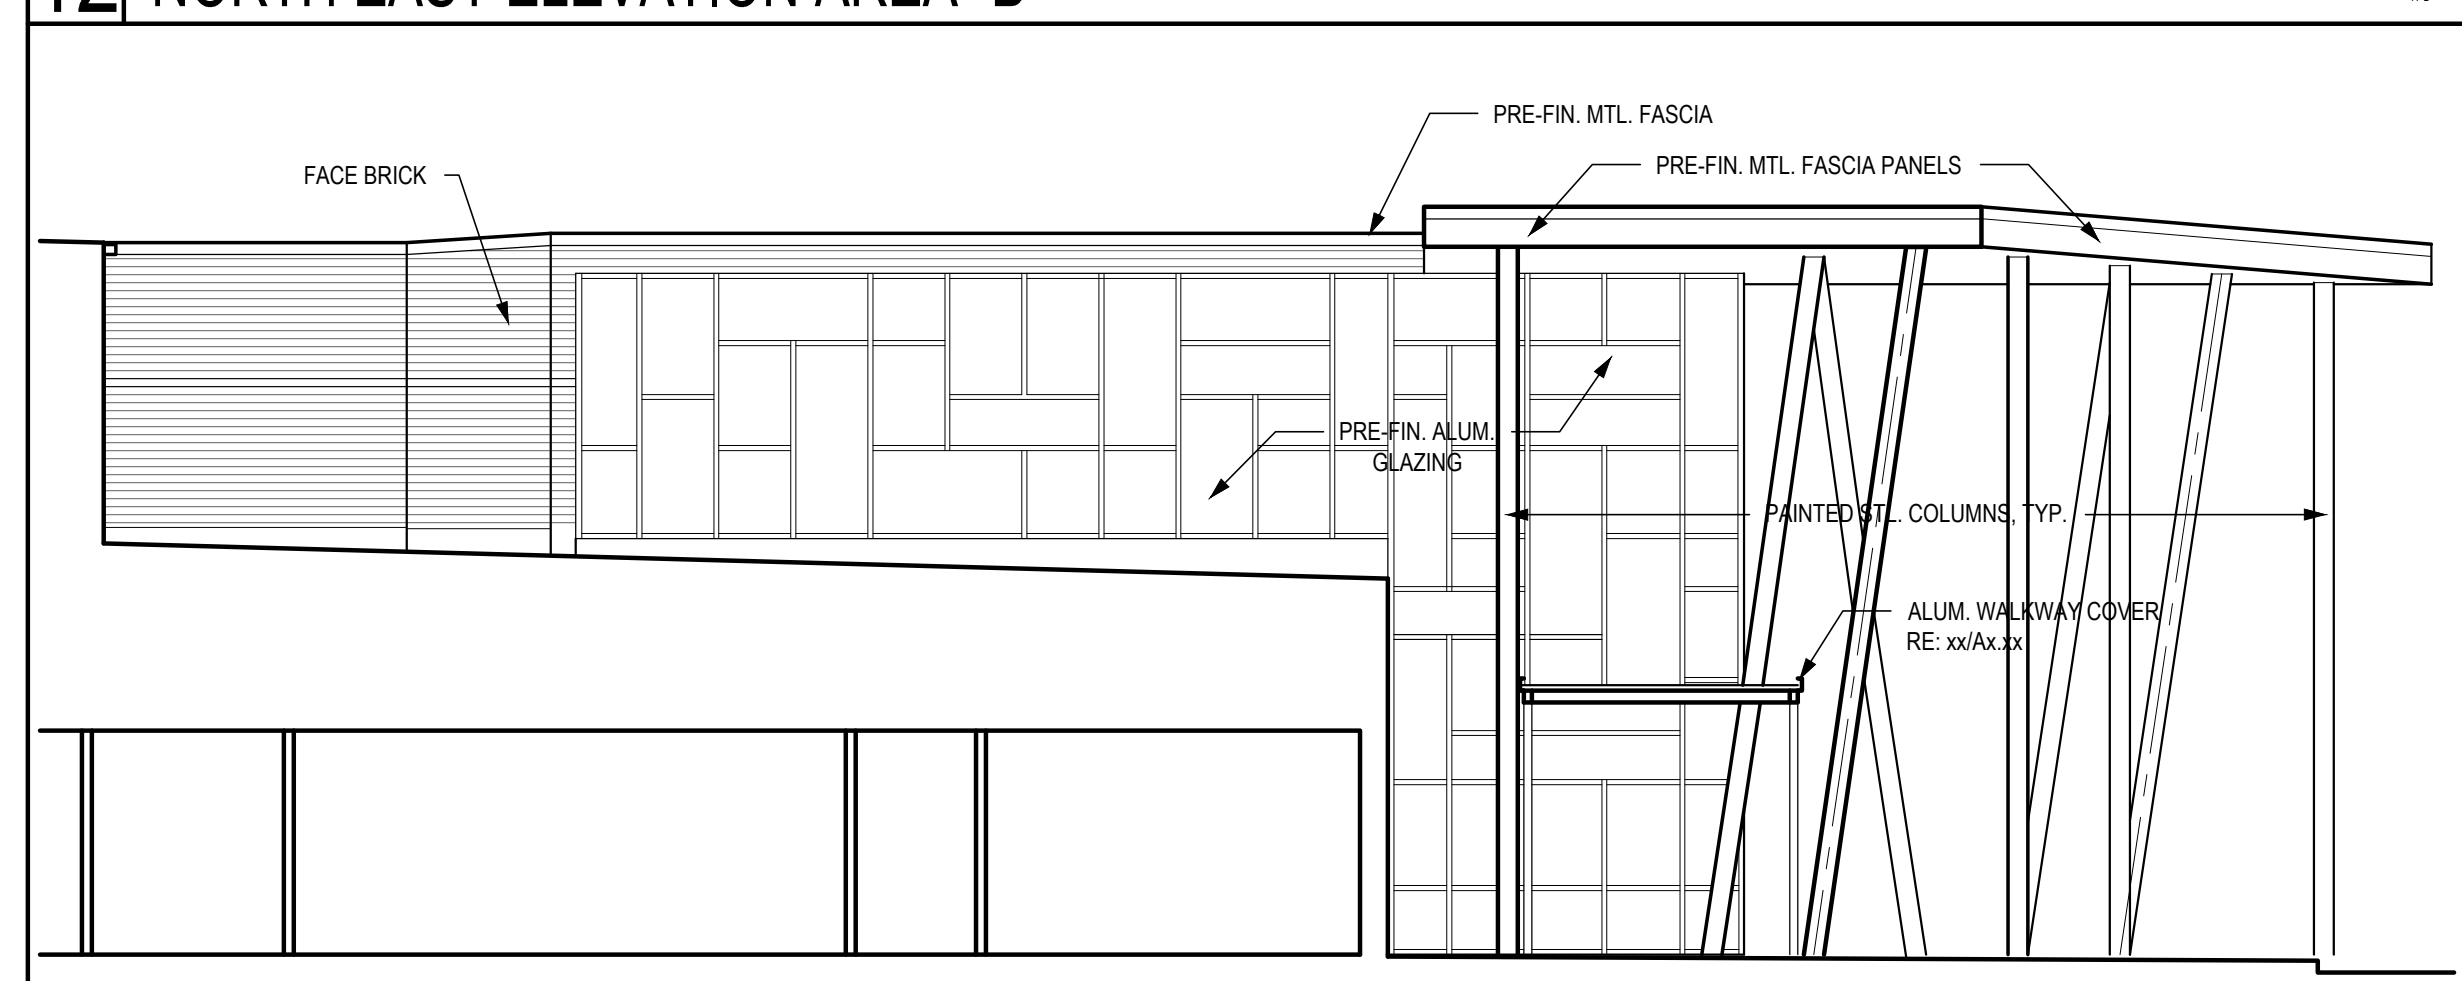 12 NORTH EAST ELEVATION AREA "B"
PRE-FIN. MTL. FASCIA
PRE-FIN. MTL. FASCIA PANELS
FACE BRICK
PRE-FIN. ALUM.
GLAZING
PAINTED STL. COLUMNS, TYP.
ALUM. WALKWAY COVER
RE: xx/Ax.xx